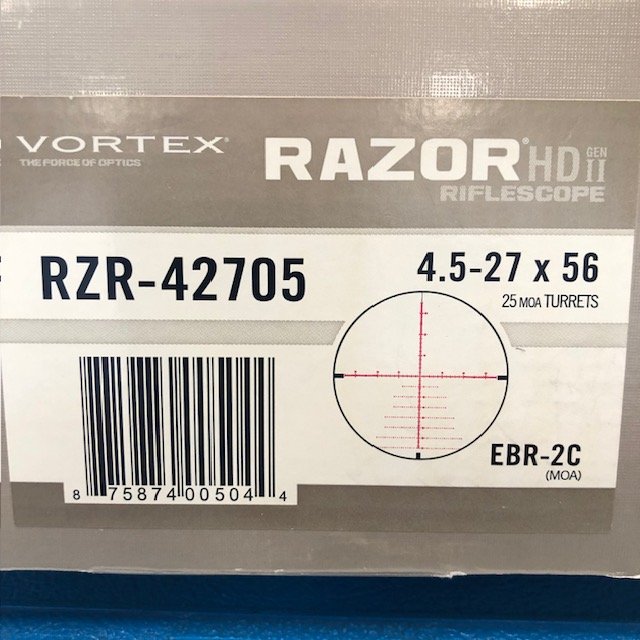 VORTEX®
THE FORCE OF OPTICS
RAZOR® HD GEN II
RIFLESCOPE
RZR-42705
4.5-27 x 56
25 MOA TURRETS
EBR-2C
(MOA)
8 75874 00504 4